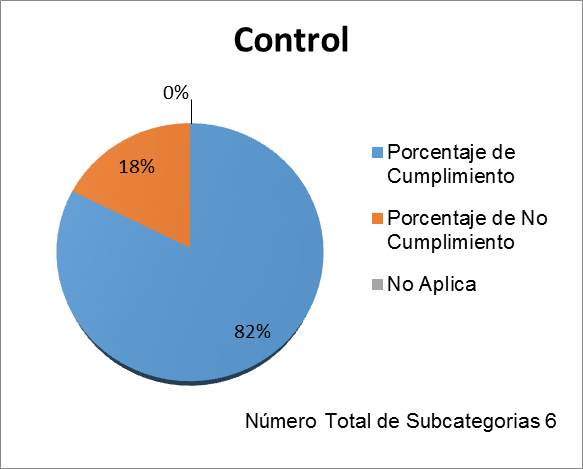 Control
0%
18%
82%
Porcentaje de
Cumplimiento
Porcentaje de No
Cumplimiento
No Aplica
Número Total de Subcategorias 6